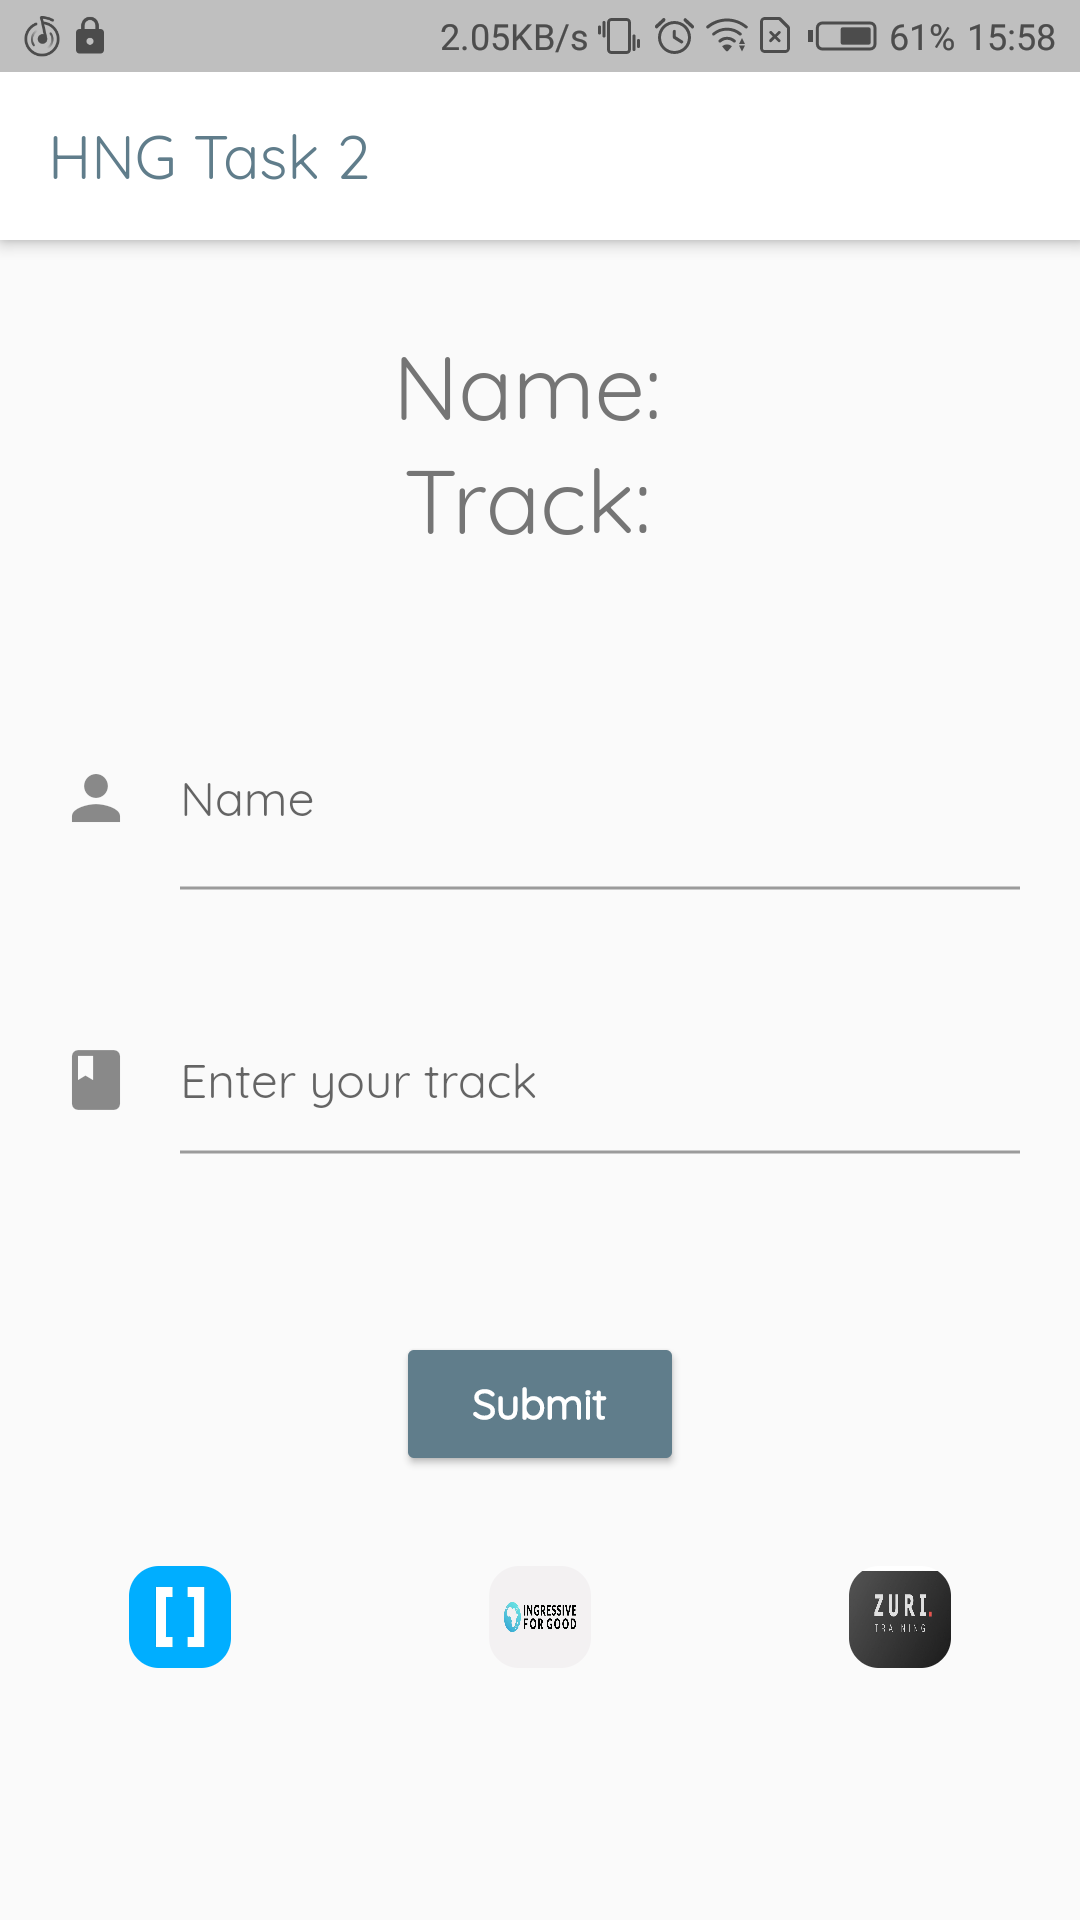 2.05KB/s 61% 15:58
HNG Task 2
Name:
Track:
Name
Enter your track
Submit
[ ]
INGRESSIVE
FOR GOOD
ZURI.
TRAINING